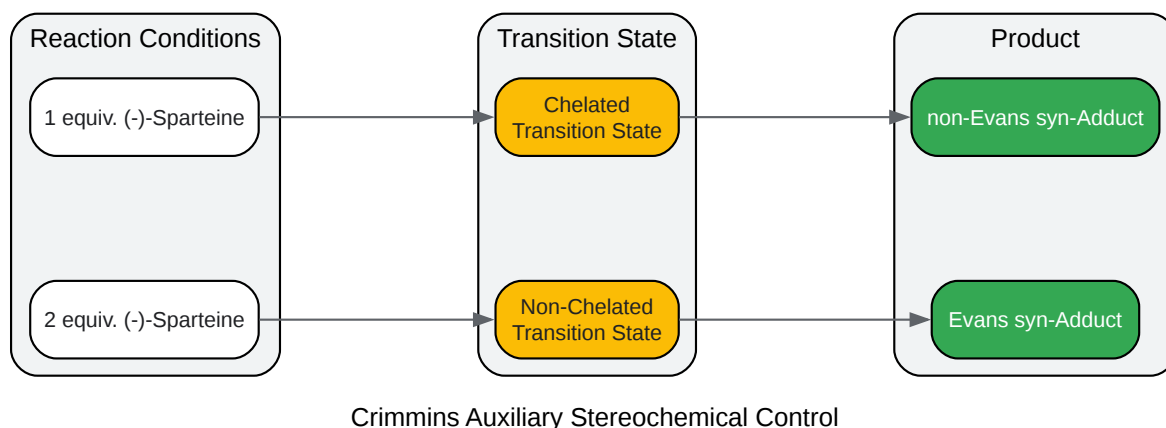 Reaction Conditions
Transition State
Product
1 equiv. (-)-Sparteine
Chelated
Transition State
non-Evans syn-Adduct
2 equiv. (-)-Sparteine
Non-Chelated
Transition State
Evans syn-Adduct
Crimmins Auxiliary Stereochemical Control